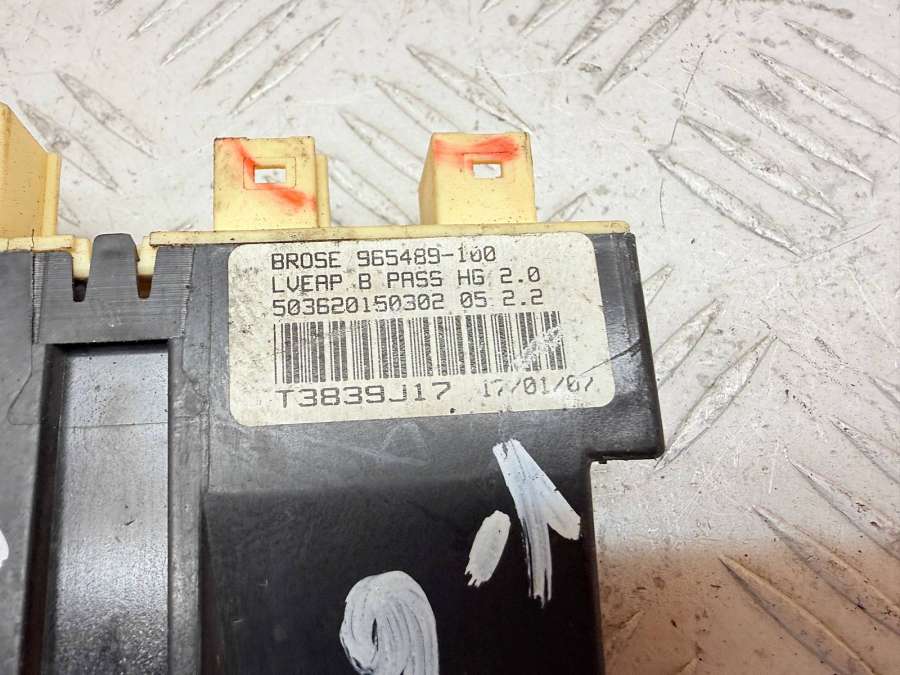 BROSE 965489-100
LVEAP B PASS HG 2.0
503620150302 05 2.2
T3839J17 17/01/07